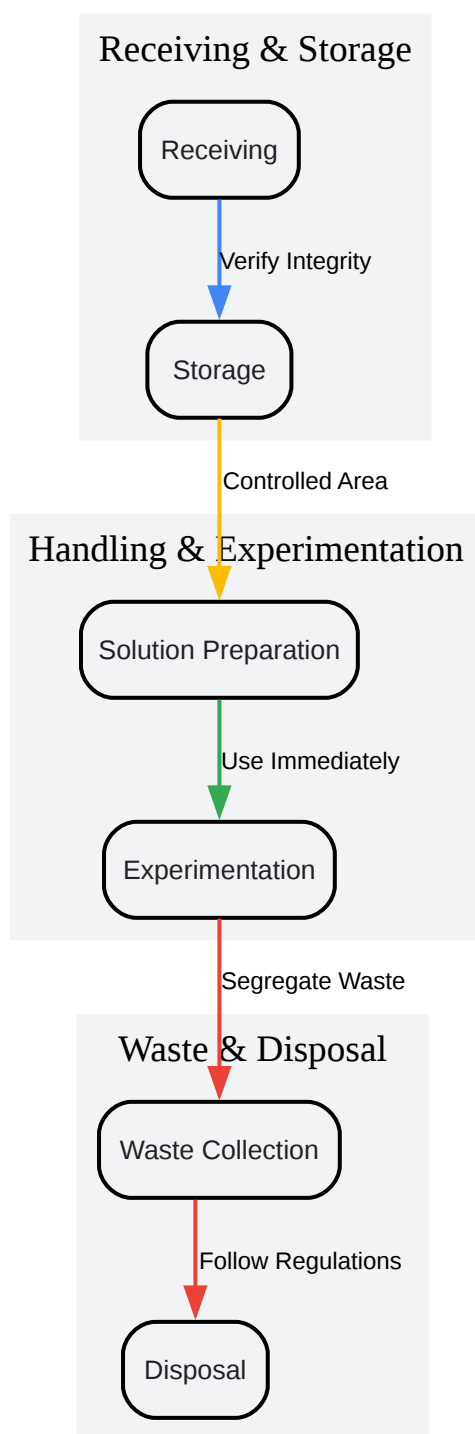 Receiving & Storage
Receiving
Verify Integrity
Storage
Controlled Area
Handling & Experimentation
Solution Preparation
Use Immediately
Experimentation
Segregate Waste
Waste & Disposal
Waste Collection
Follow Regulations
Disposal